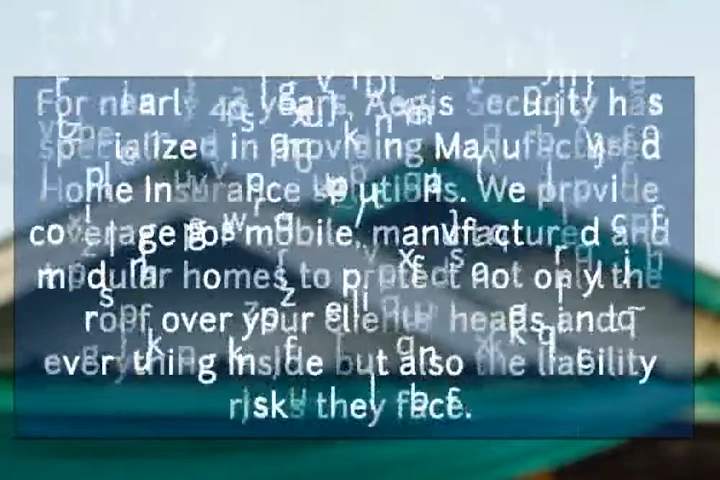 For nearly 40 years, Aegis Security has
specialized in providing Manufactured
Home Insurance solutions. We provide
coverage for mobile, manufactured and
modular homes to protect not only the
roof over your clients' heads and
everything inside but also the liability
risks they face.